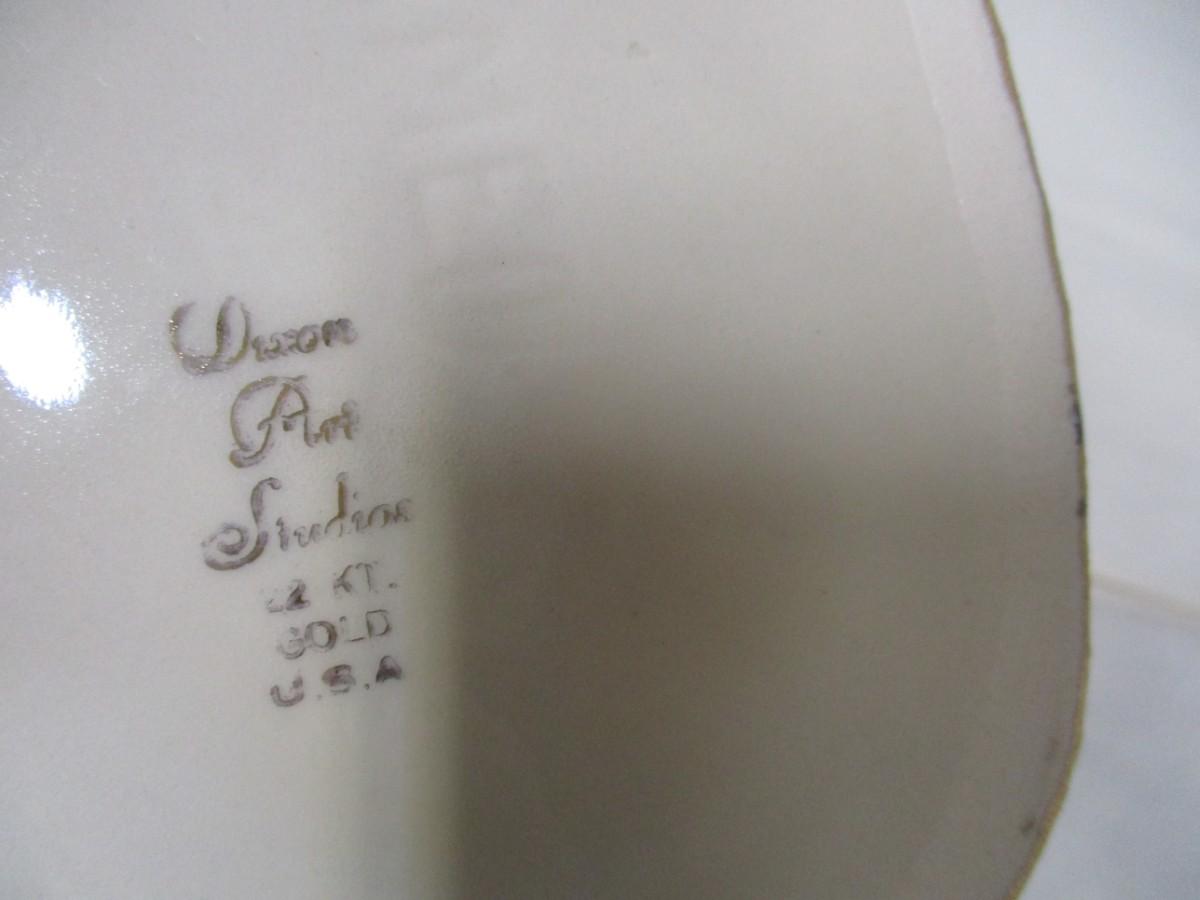 Dixon
Art
Studios
22 KT.
GOLD
U.S.A